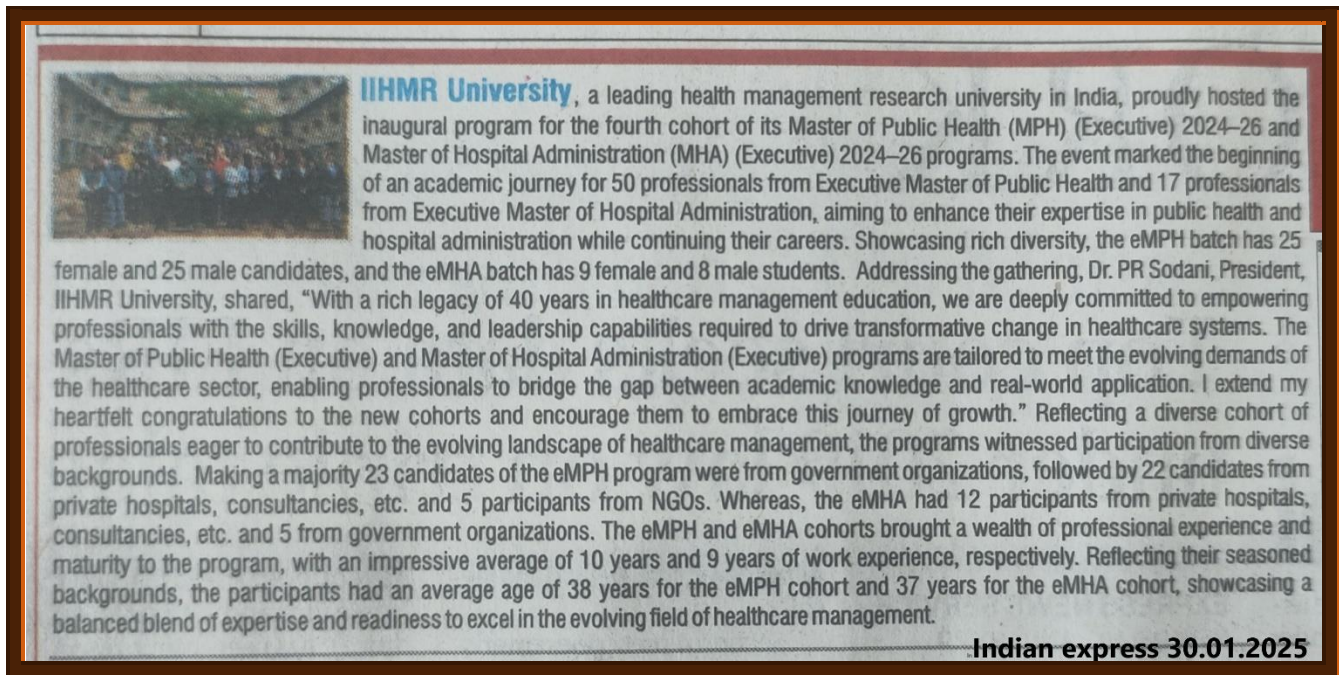 IIHMR University, a leading health management research university in India, proudly hosted the
inaugural program for the fourth cohort of its Master of Public Health (MPH) (Executive) 2024–26 and
Master of Hospital Administration (MHA) (Executive) 2024–26 programs. The event marked the beginning
of an academic journey for 50 professionals from Executive Master of Public Health and 17 professionals
from Executive Master of Hospital Administration, aiming to enhance their expertise in public health and
hospital administration while continuing their careers. Showcasing rich diversity, the eMPH batch has 25
female and 25 male candidates, and the eMHA batch has 9 female and 8 male students. Addressing the gathering, Dr. PR Sodani, President,
IIHMR University, shared, “With a rich legacy of 40 years in healthcare management education, we are deeply committed to empowering
professionals with the skills, knowledge, and leadership capabilities required to drive transformative change in healthcare systems. The
Master of Public Health (Executive) and Master of Hospital Administration (Executive) programs are tailored to meet the evolving demands of
the healthcare sector, enabling professionals to bridge the gap between academic knowledge and real-world application. I extend my
heartfelt congratulations to the new cohorts and encourage them to embrace this journey of growth.” Reflecting a diverse cohort of
professionals eager to contribute to the evolving landscape of healthcare management, the programs witnessed participation from diverse
backgrounds. Making a majority 23 candidates of the eMPH program were from government organizations, followed by 22 candidates from
private hospitals, consultancies, etc. and 5 participants from NGOs. Whereas, the eMHA had 12 participants from private hospitals,
consultancies, etc. and 5 from government organizations. The eMPH and eMHA cohorts brought a wealth of professional experience and
maturity to the program, with an impressive average of 10 years and 9 years of work experience, respectively. Reflecting their seasoned
backgrounds, the participants had an average age of 38 years for the eMPH cohort and 37 years for the eMHA cohort, showcasing a
balanced blend of expertise and readiness to excel in the evolving field of healthcare management.
Indian express 30.01.2025